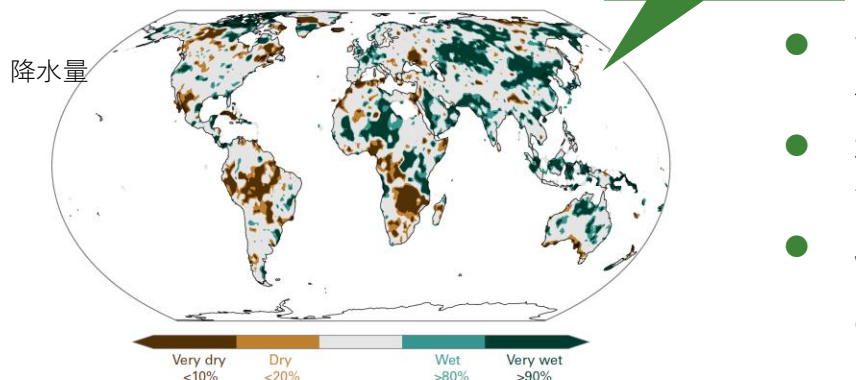 降水量
Very dry
<10%
Dry
<20%
Wet
>80%
Very wet
>90%